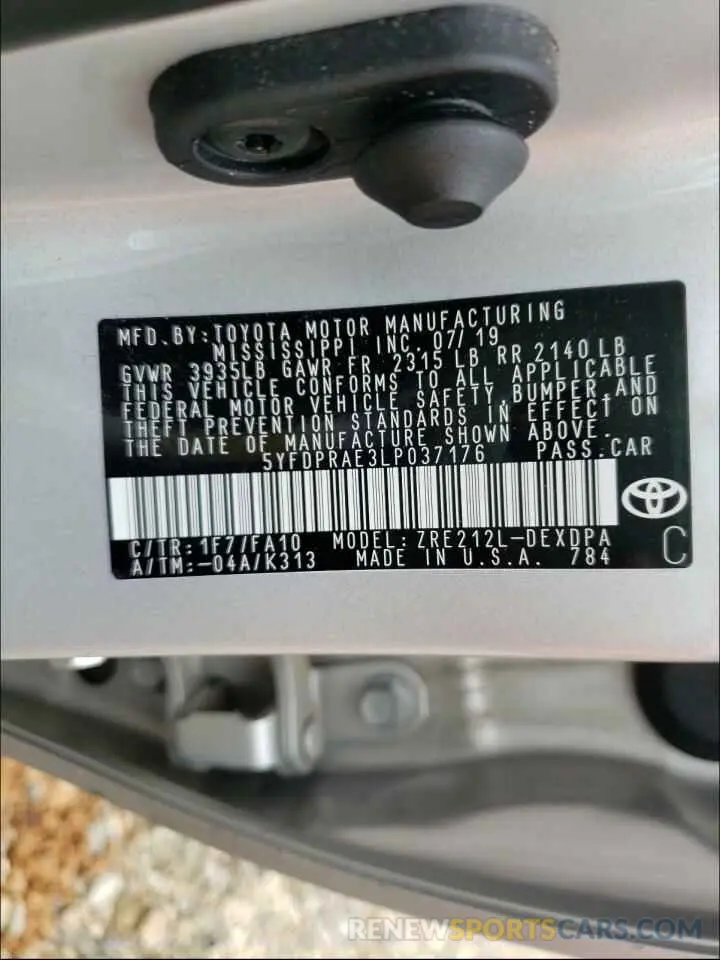 MFD.BY:TOYOTA MOTOR MANUFACTURING
MISSISSIPPI INC. 07/19
GVWR 3935LB GAWR FR 2315 LB RR 2140 LB
THIS VEHICLE CONFORMS TO ALL APPLICABLE
FEDERAL MOTOR VEHICLE SAFETY,BUMPER,AND
THEFT PREVENTION STANDARDS IN EFFECT ON
THE DATE OF MANUFACTURE SHOWN ABOVE.
5YFDPRAE3LP037176 PASS.CAR
C/TR:1F7/FA10 MODEL:ZRE212L-DEXDPA
A/TM:-04A/K313 MADE IN U.S.A. 784
C
RENEWSPORTSCARS.COM